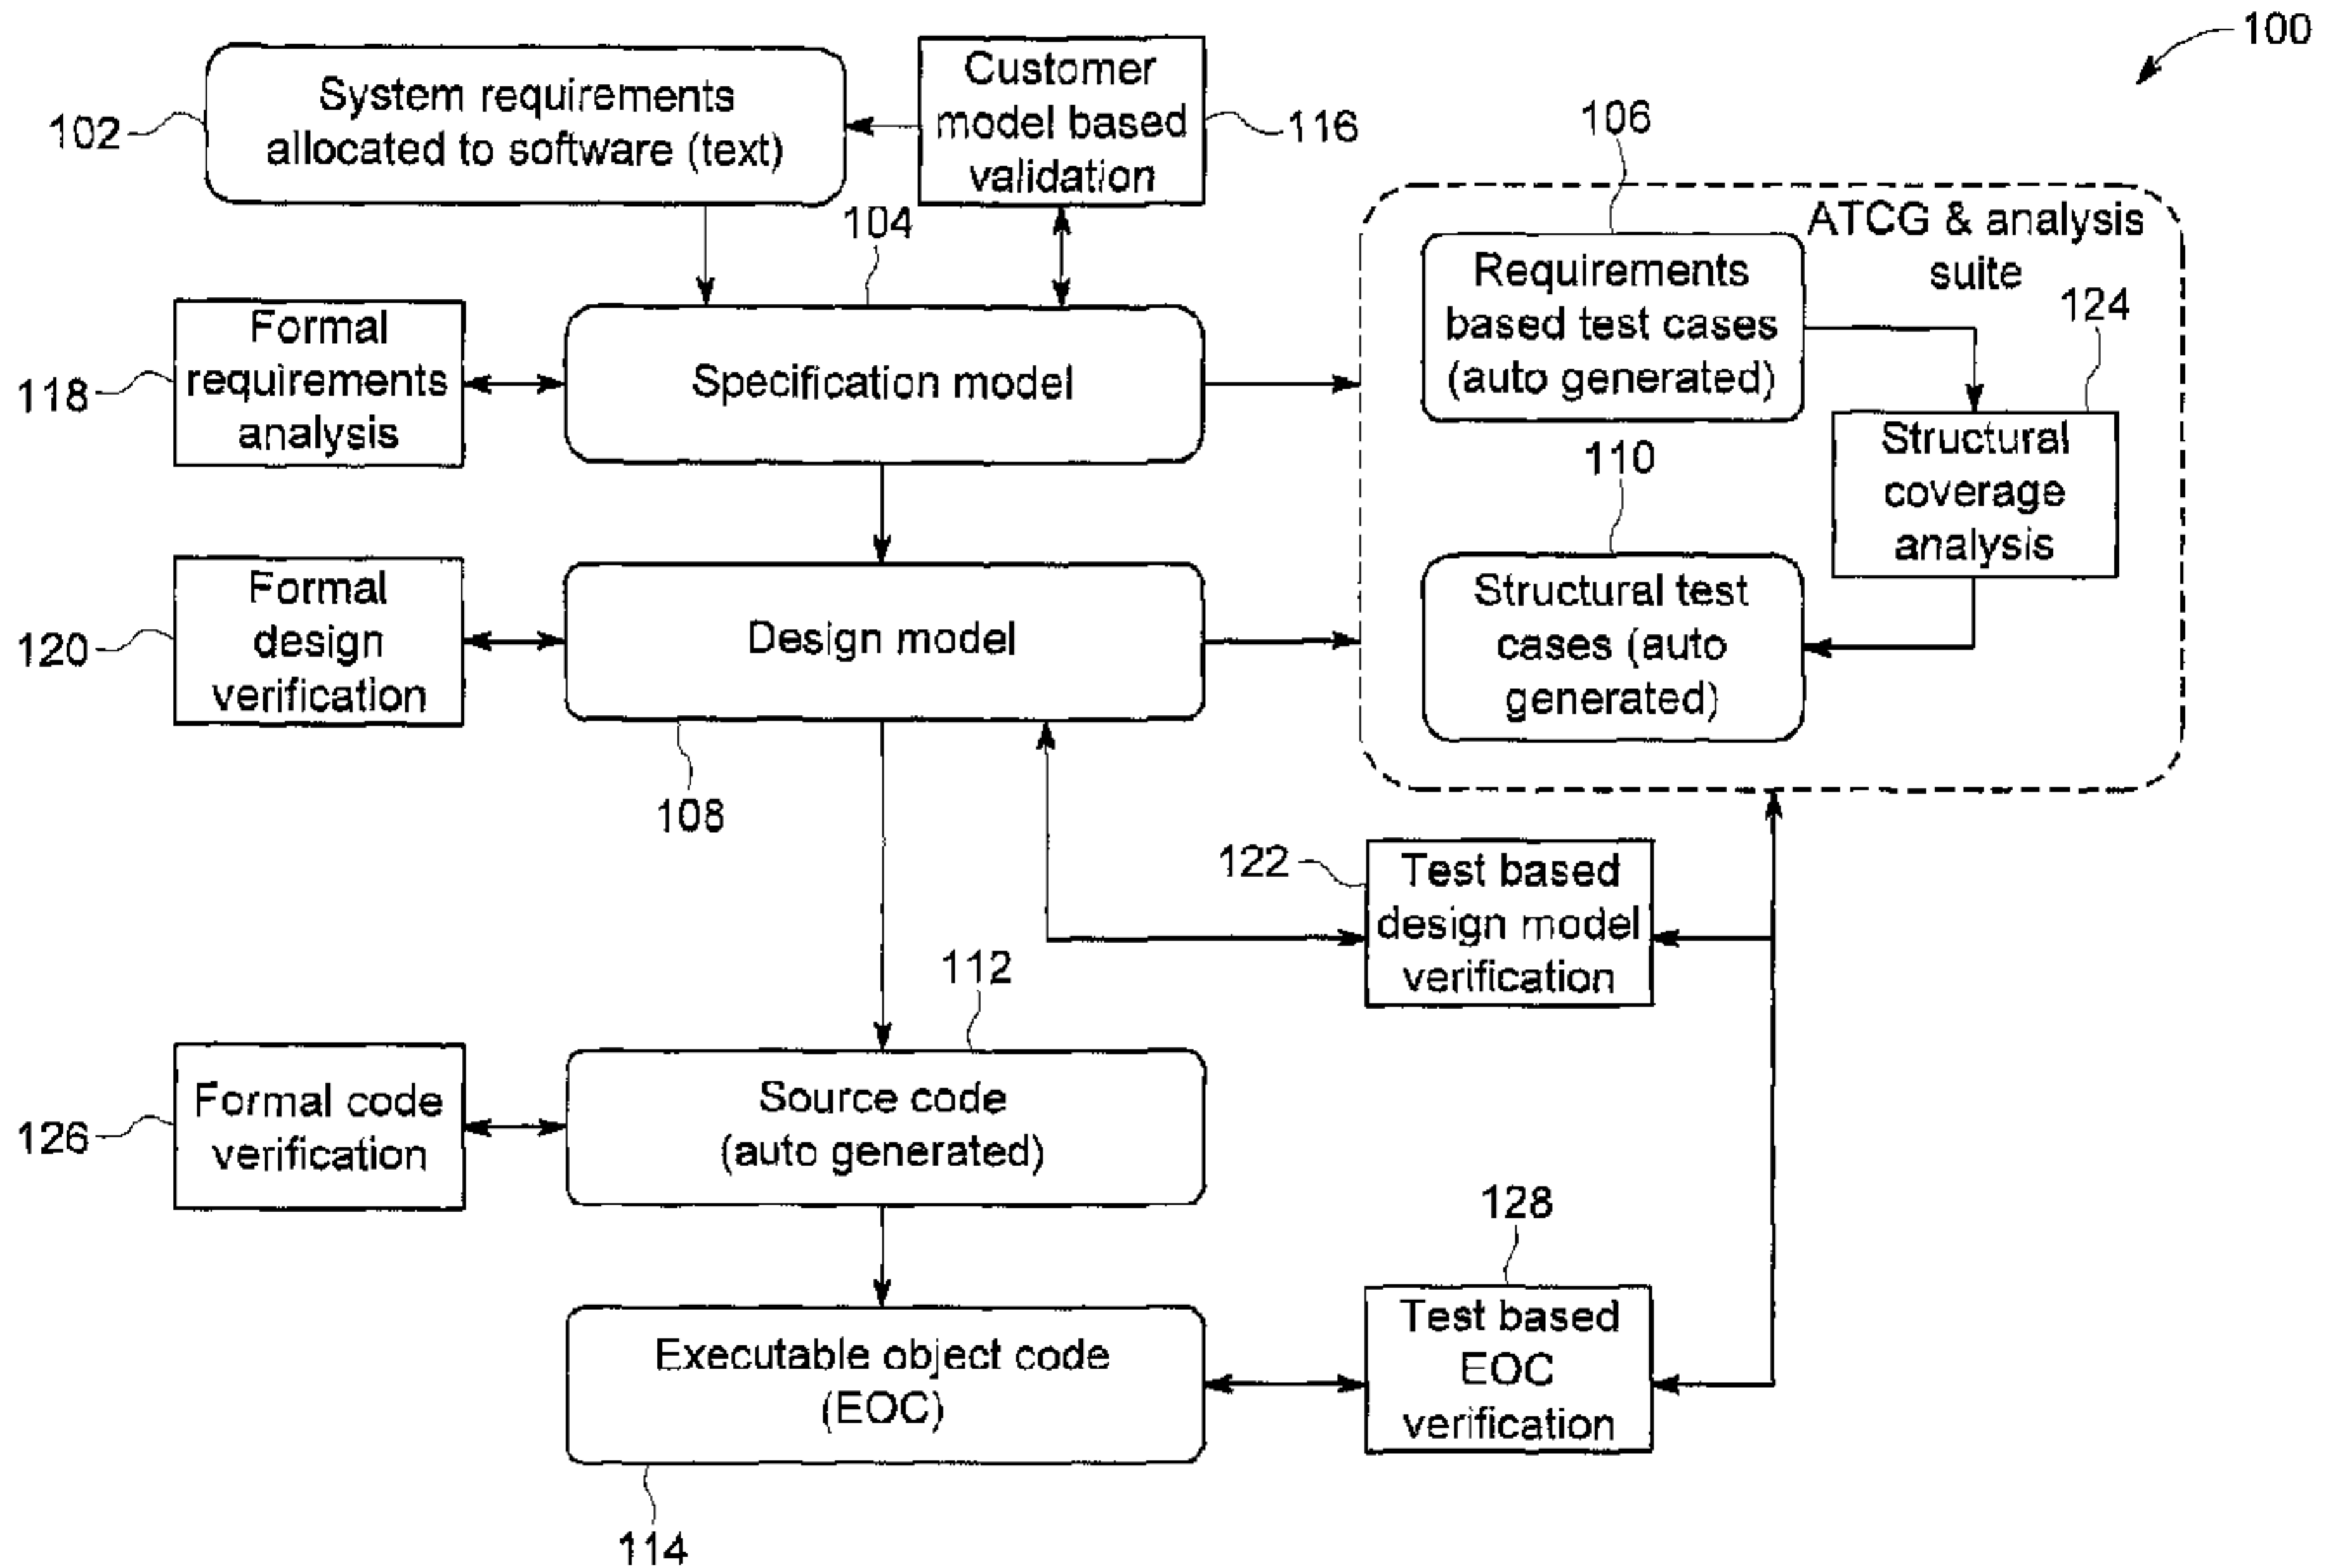 100
System requirements
allocated to software (text)
102
Customer
model based
validation
116
104
106
ATCG & analysis
suite
Requirements
based test cases
(auto generated)
124
Formal
requirements
analysis
118
Specification model
Structural
coverage
analysis
110
Structural test
cases (auto
generated)
Formal
design
verification
120
Design model
108
122
Test based
design model
verification
112
Formal code
verification
126
Source code
(auto generated)
128
Test based
EOC
verification
Executable object code
(EOC)
114